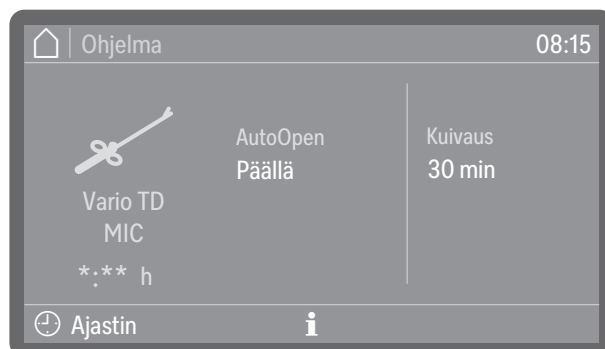 Ohjelma 08:15
Vario TD
MIC
*:** h
AutoOpen
Päällä
Kuivaus
30 min
Ajastin i